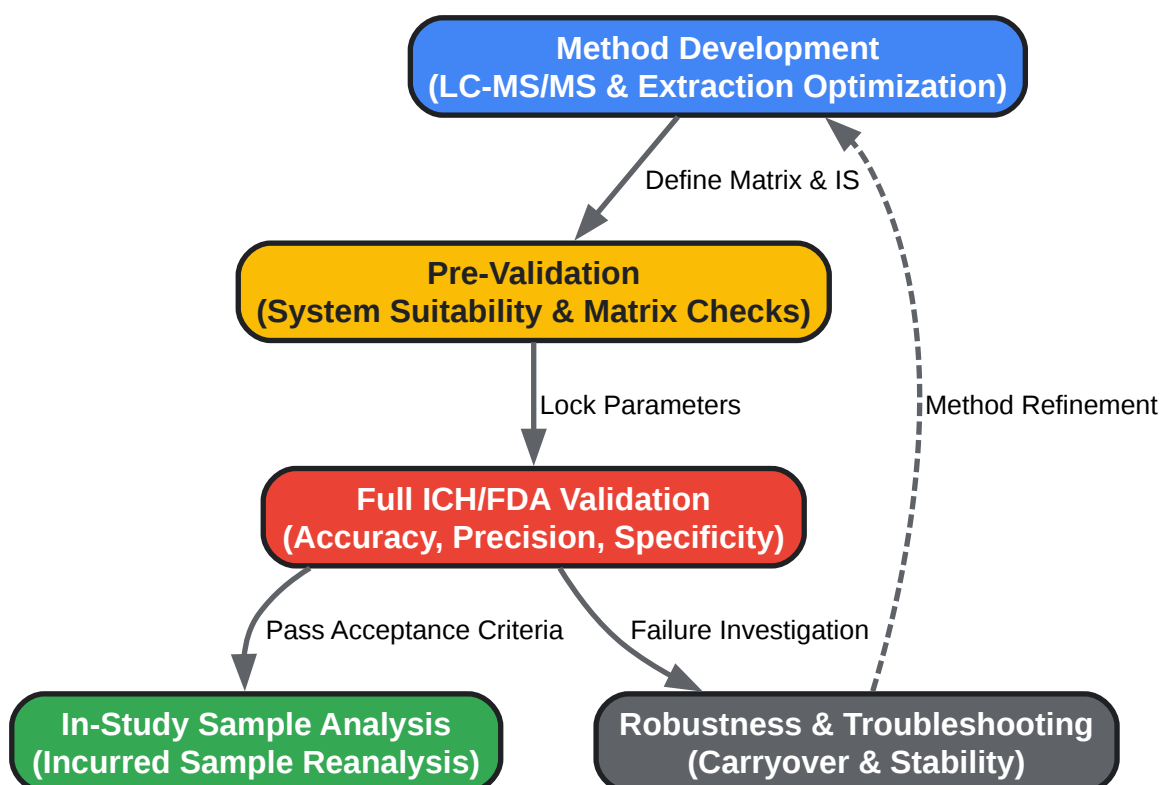 Method Development
(LC-MS/MS & Extraction Optimization)
Define Matrix & IS
Pre-Validation
(System Suitability & Matrix Checks)
Lock Parameters
Method Refinement
Full ICH/FDA Validation
(Accuracy, Precision, Specificity)
Pass Acceptance Criteria
Failure Investigation
In-Study Sample Analysis
(Incurred Sample Reanalysis)
Robustness & Troubleshooting
(Carryover & Stability)